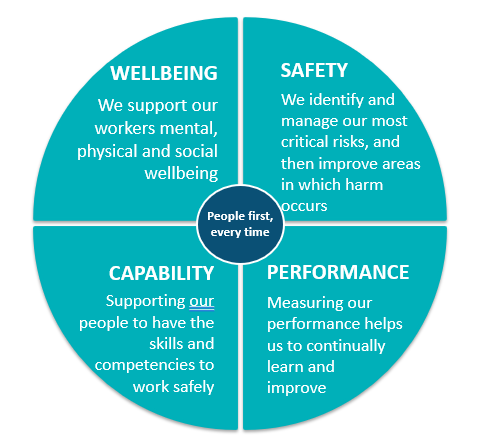 WELLBEING
We support our
workers mental,
physical and social
wellbeing
SAFETY
We identify and
manage our most
critical risks, and
then improve areas
in which harm
occurs
People first,
every time
CAPABILITY
Supporting our
people to have the
skills and
competencies to
work safely
PERFORMANCE
Measuring our
performance helps
us to continually
learn and
improve